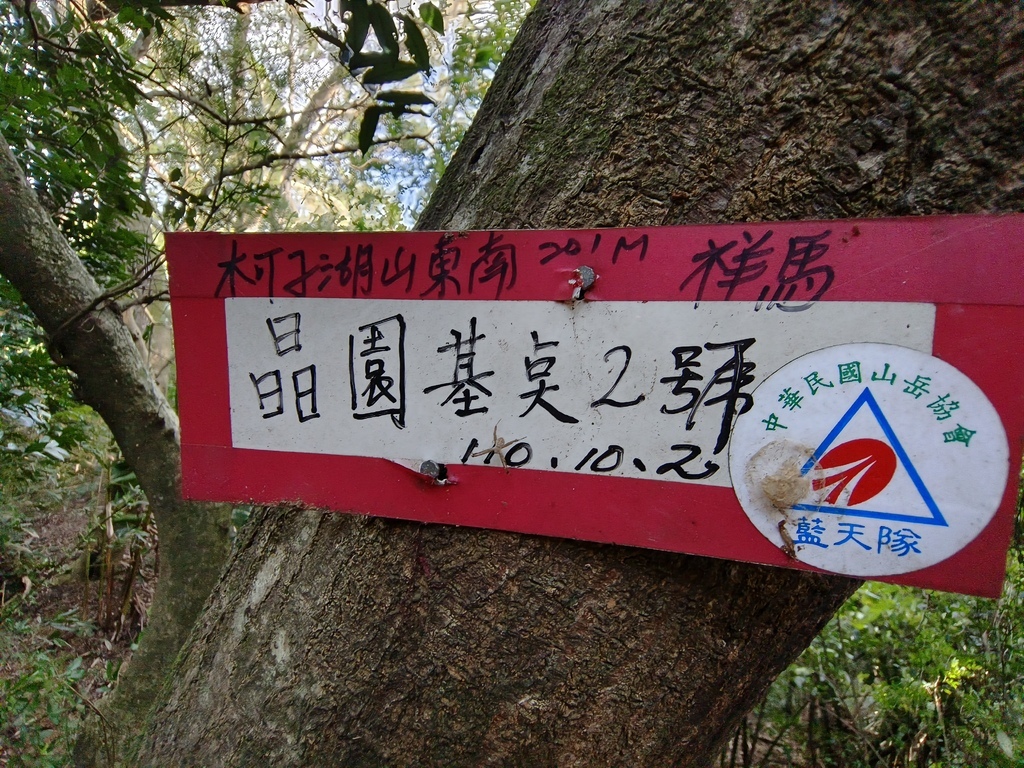 柯子湖山東南 201M 祥馬
晶園基点2號
110.10.2
中華民國山岳協會
藍天隊